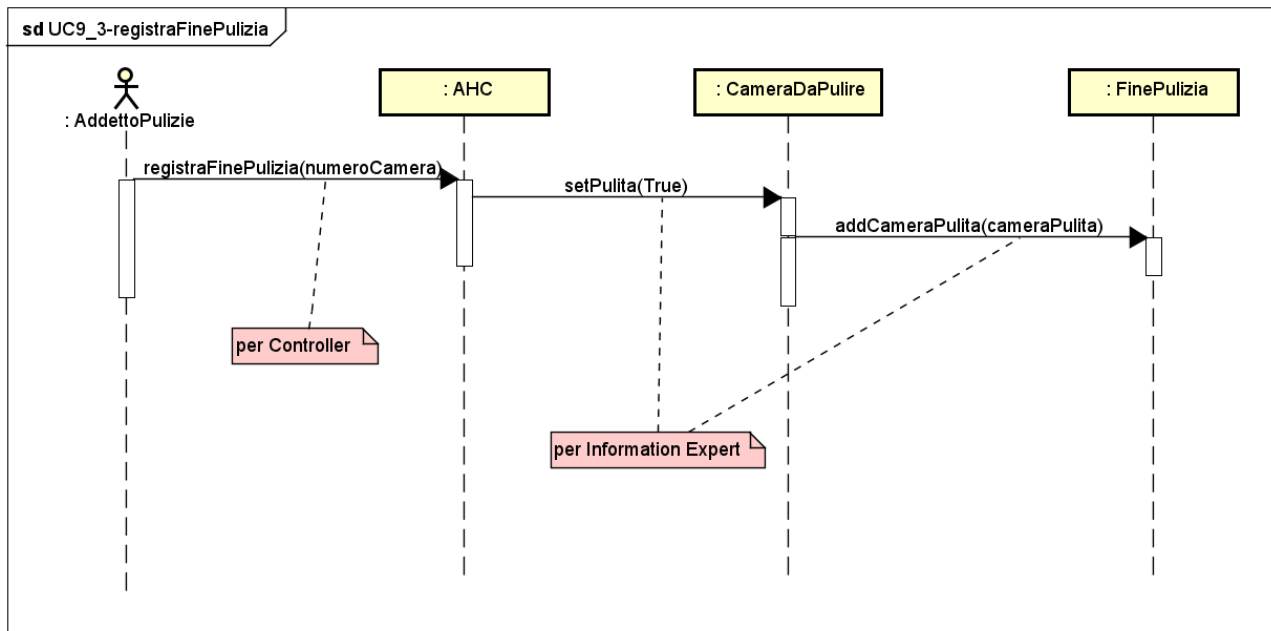 sd UC9_3-registraFinePulizia
: AddettoPulizie
: AHC
: CameraDaPulire
: FinePulizia
registraFinePulizia(numeroCamera)
setPulita(True)
addCameraPulita(cameraPulita)
per Controller
per Information Expert